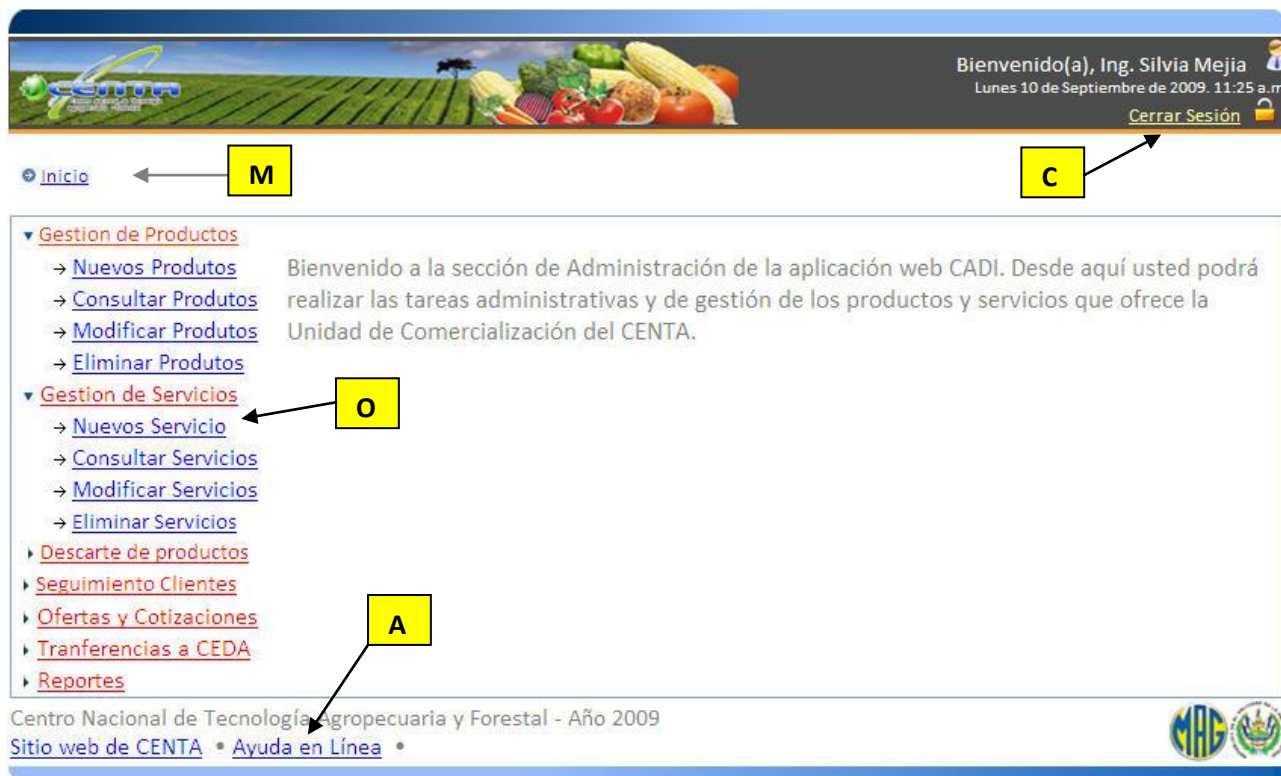 CENTA
Bienvenido(a), Ing. Silvia Mejia
Lunes 10 de Septiembre de 2009. 11:25 a.m
Cerrar Sesión
Inicio
M
C
Gestion de Productos
→ Nuevos Produtos
→ Consultar Produtos
→ Modificar Produtos
→ Eliminar Produtos
Bienvenido a la sección de Administración de la aplicación web CADI. Desde aquí usted podrá
realizar las tareas administrativas y de gestión de los productos y servicios que ofrece la
Unidad de Comercialización del CENTA.
Gestion de Servicios
O
→ Nuevos Servicio
→ Consultar Servicios
→ Modificar Servicios
→ Eliminar Servicios
Descarte de productos
Seguimiento Clientes
Ofertas y Cotizaciones
Tranferencias a CEDA
Reportes
A
Centro Nacional de Tecnología Agropecuaria y Forestal - Año 2009
Sitio web de CENTA • Ayuda en Línea •
MAG